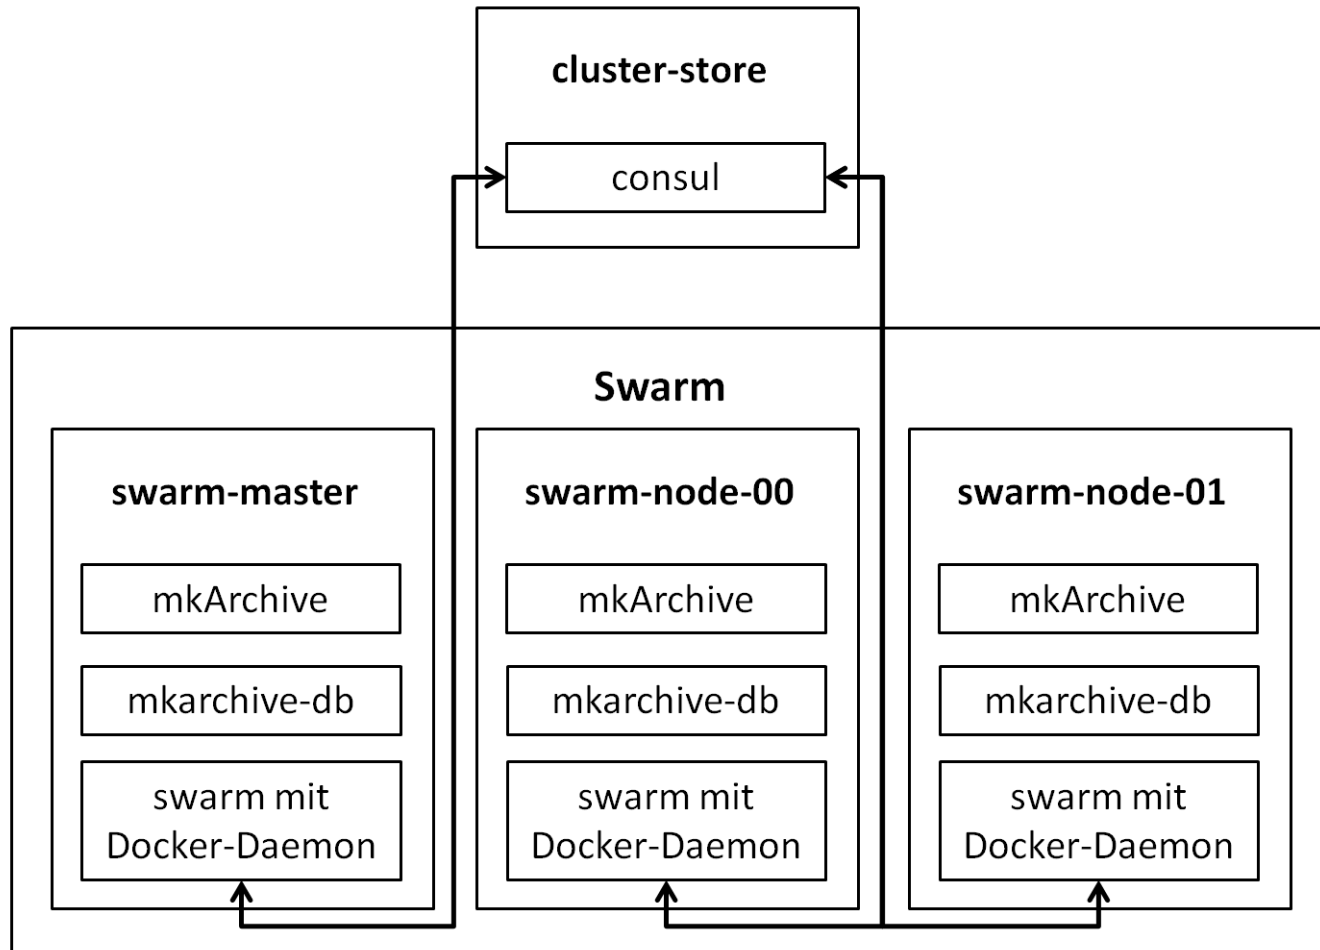 cluster-store
consul
Swarm
swarm-master
mkArchive
mkarchive-db
swarm mit
Docker-Daemon
swarm-node-00
mkArchive
mkarchive-db
swarm mit
Docker-Daemon
swarm-node-01
mkArchive
mkarchive-db
swarm mit
Docker-Daemon